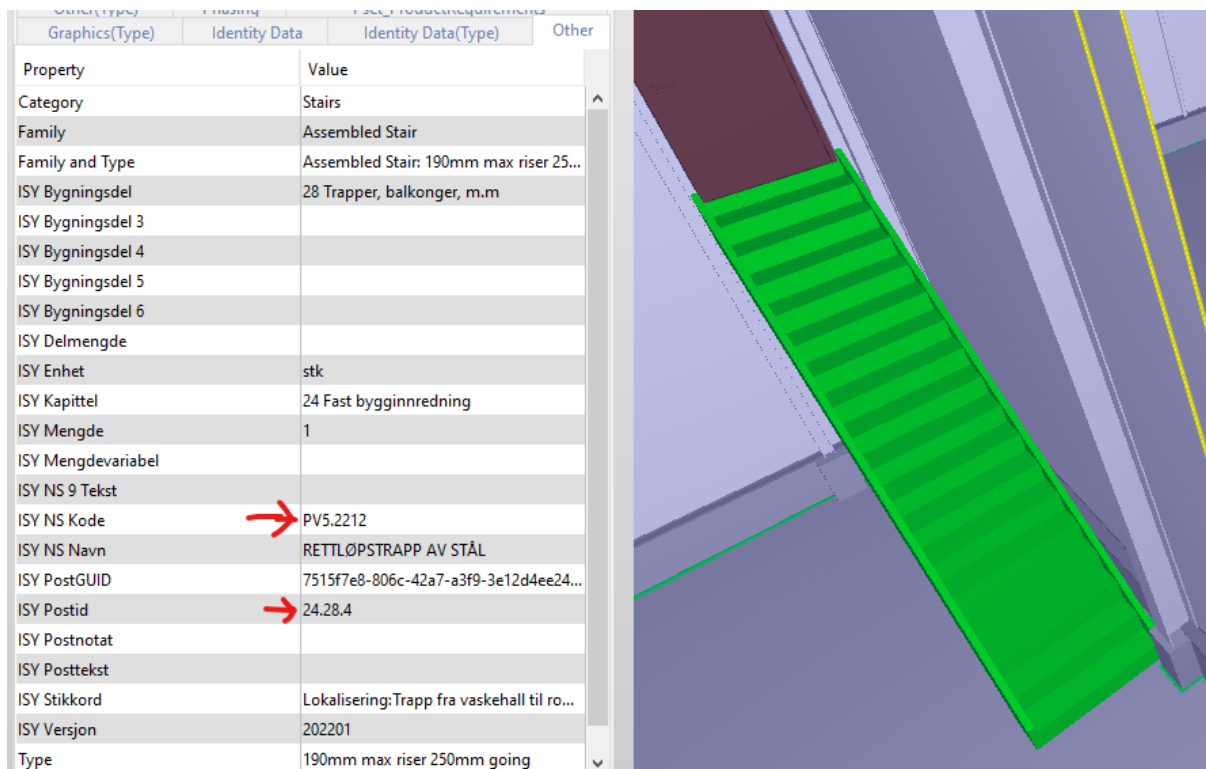 Other(Type) Phasing Pset_ProductRequirements
Graphics(Type) Identity Data Identity Data(Type) Other
Property Value
Category Stairs
Family Assembled Stair
Family and Type Assembled Stair: 190mm max riser 25...
ISY Bygningsdel 28 Trapper, balkonger, m.m
ISY Bygningsdel 3
ISY Bygningsdel 4
ISY Bygningsdel 5
ISY Bygningsdel 6
ISY Delmengde
ISY Enhet stk
ISY Kapittel 24 Fast bygginnredning
ISY Mengde 1
ISY Mengdevariabel
ISY NS 9 Tekst
ISY NS Kode PV5.2212
ISY NS Navn RETTLØPSTRAPP AV STÅL
ISY PostGUID 7515f7e8-806c-42a7-a3f9-3e12d4ee24...
ISY Postid 24.28.4
ISY Postnotat
ISY Posttekst
ISY Stikkord Lokalisering:Trapp fra vaskehall til ro...
ISY Versjon 202201
Type 190mm max riser 250mm going